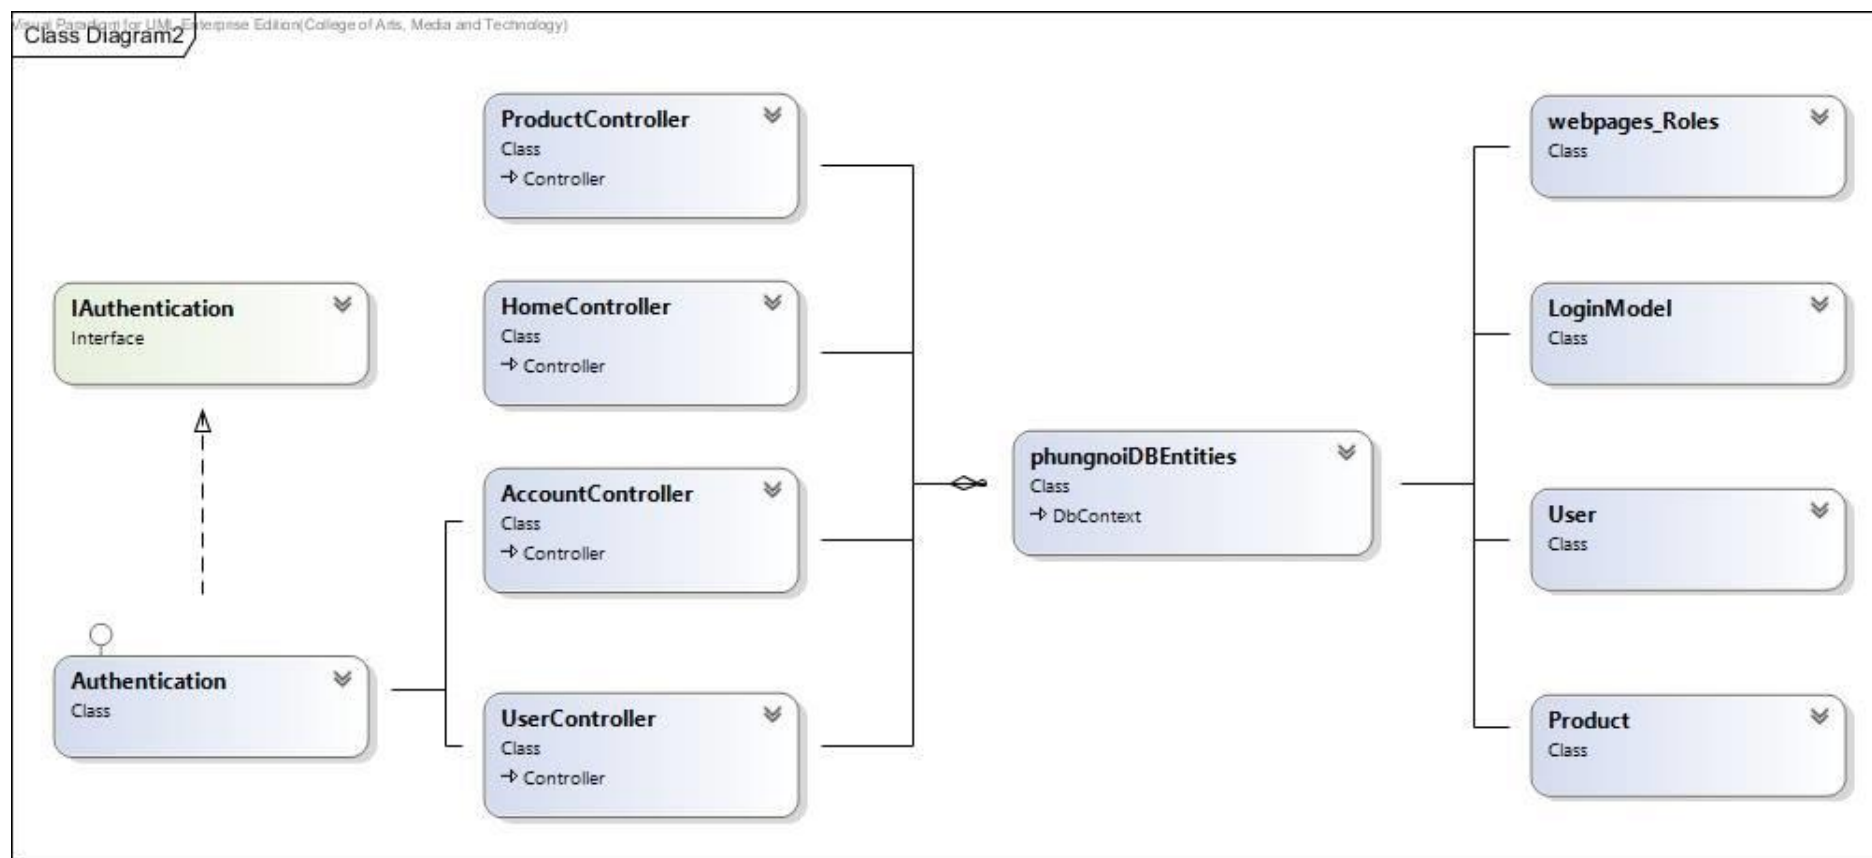 Visual Paradigm for UML Enterprise Edition(College of Arts, Media and Technology)
Class Diagram2
ProductController
Class
Controller
webpages_Roles
Class
IAuthentication
Interface
HomeController
Class
Controller
LoginModel
Class
phungnoiDBEntities
Class
DbContext
AccountController
Class
Controller
User
Class
Authentication
Class
UserController
Class
Controller
Product
Class